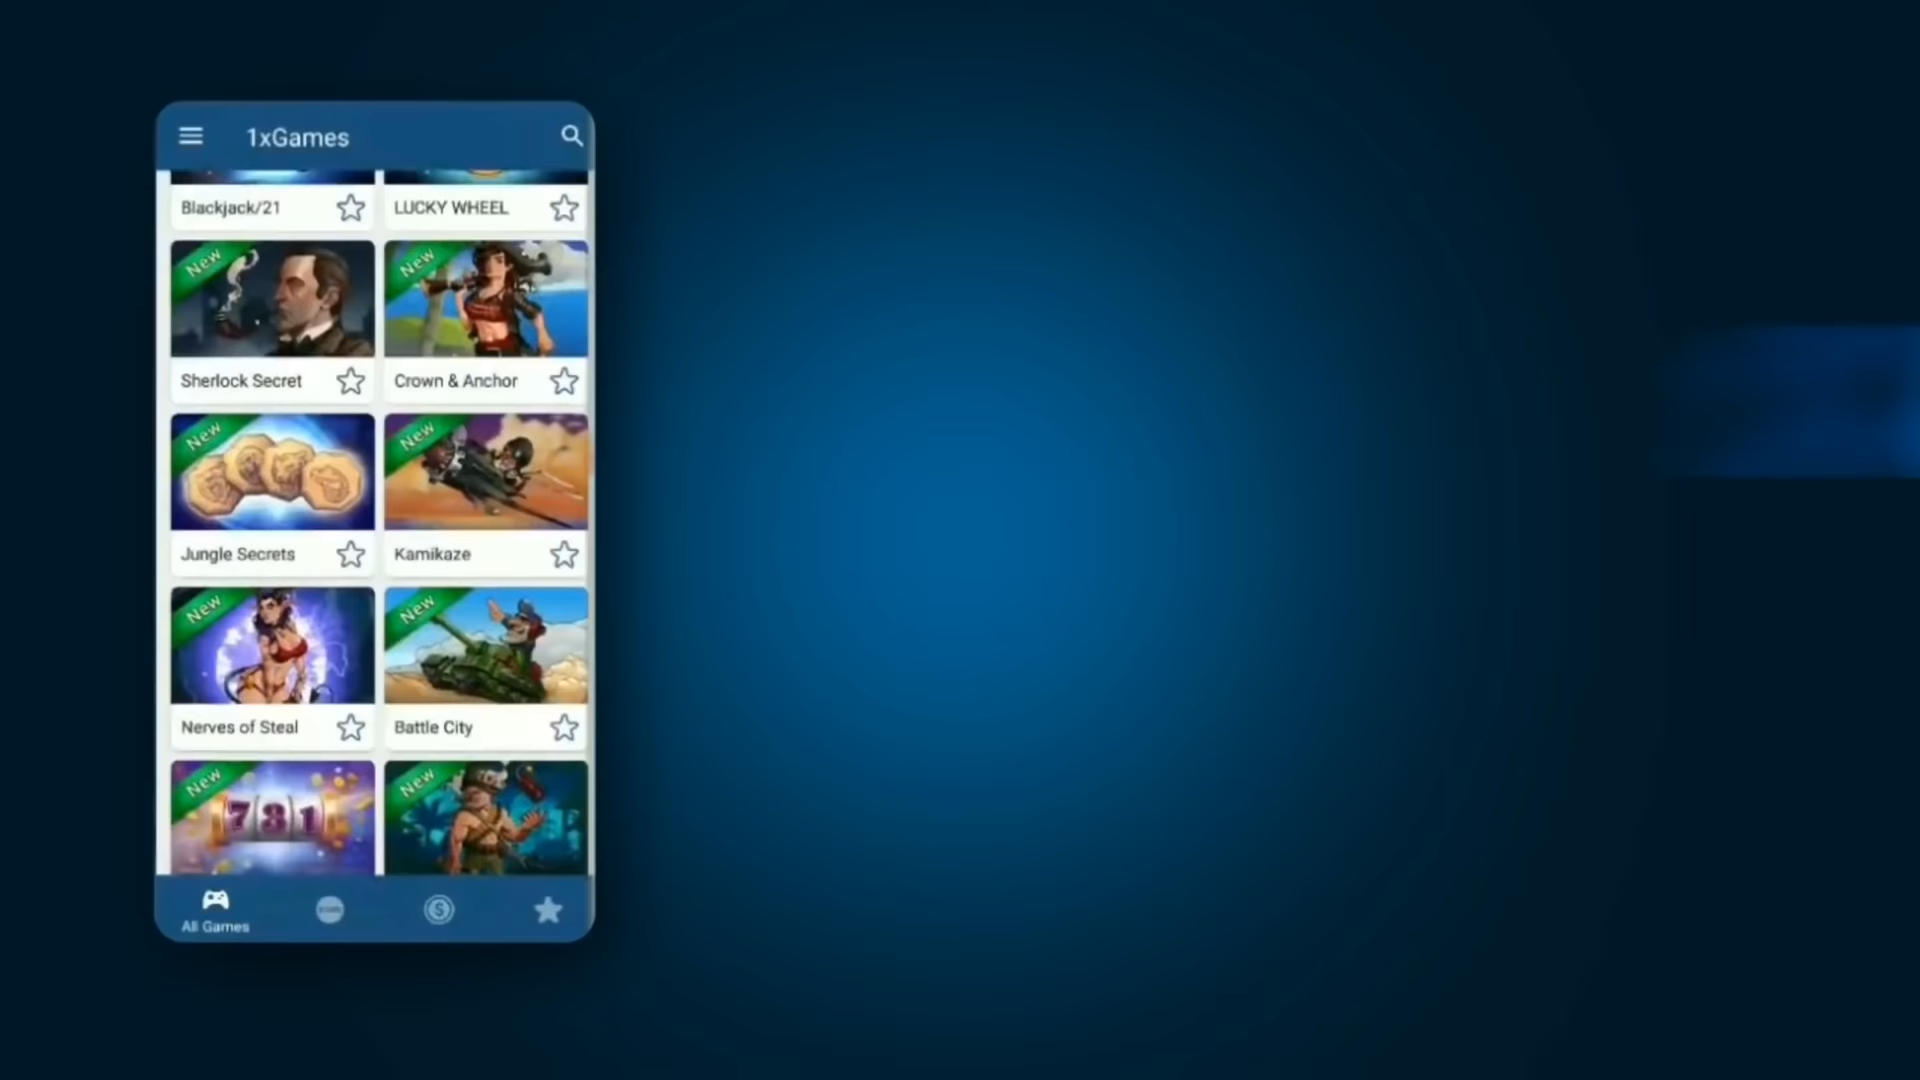 1xGames
Blackjack/21
LUCKY WHEEL
New
New
Sherlock Secret
Crown & Anchor
New
New
Jungle Secrets
Kamikaze
New
New
Nerves of Steal
Battle City
New
New
731
All Games